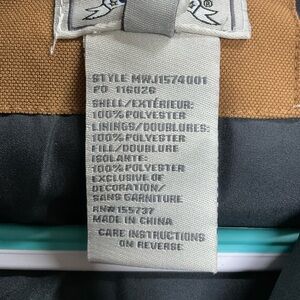 STYLE MWJ1574001
PO 116026
SHELL/EXTÉRIEUR:
100% POLYESTER
LININGS/DOUBLURES:
100% POLYESTER
FILL/DOUBLURE
ISOLANTE:
100% POLYESTER
EXCLUSIVE OF
DECORATION/
SANS GARNITURE
RNW 155737
MADE IN CHINA
CARE INSTRUCTIONS
ON REVERSE